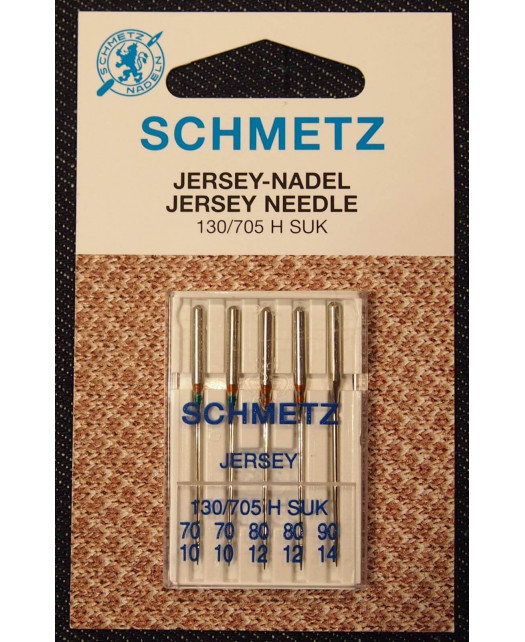 SCHMETZ
NADELN
SCHMETZ
JERSEY-NADEL
JERSEY NEEDLE
130/705 H SUK
SCHMETZ
JERSEY
130/705 H SUK
70 70 80 80 90
10 10 12 12 14